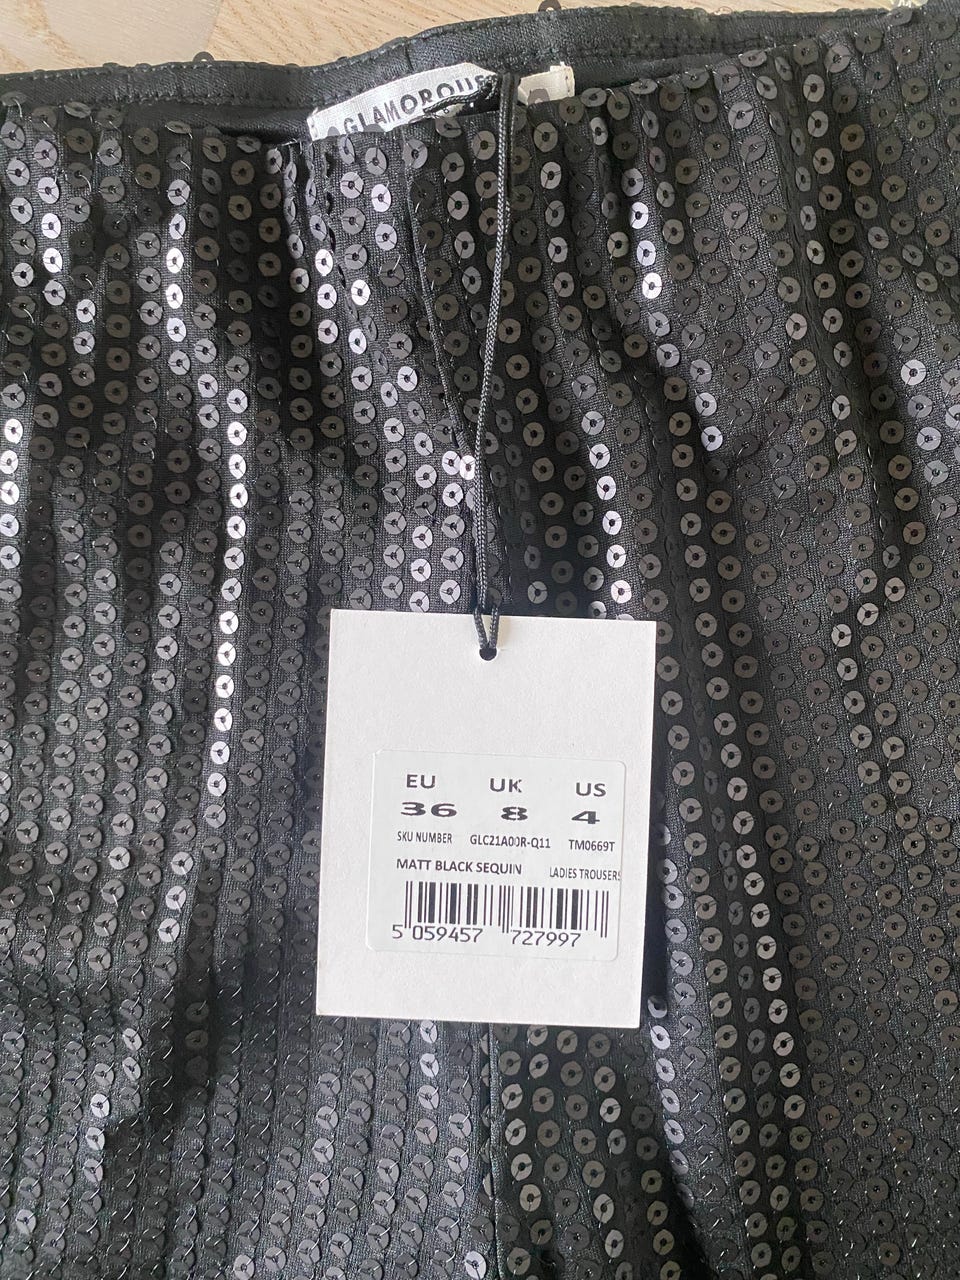 GLAMOROUS
EU UK US
36 8 4
SKU NUMBER GLC21A00R-Q11 TM0669T
MATT BLACK SEQUIN LADIES TROUSERS
5 059457 727997